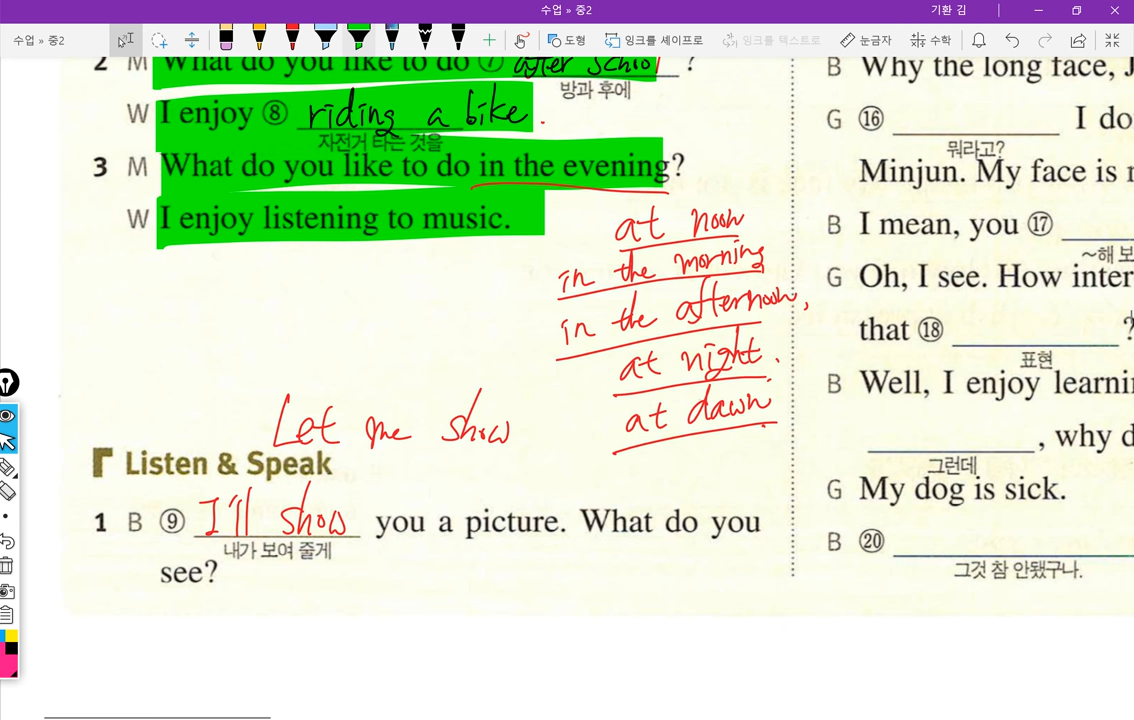 수업 » 중2
기환 김
수업 » 중2
도형
잉크를 셰이프로
잉크를 텍스트로
눈금자
수학
2 M What do you like to do ⑦ after school ?
방과 후에
W I enjoy ⑧ riding a bike.
자전거 타는 것을
3 M What do you like to do in the evening?
W I enjoy listening to music.
at noon
in the morning
in the afternoon,
at night.
at dawn.
Let me show
Listen & Speak
1 B ⑨ I'll show you a picture. What do you
내가 보여 줄게
see?
B Why the long face, J
G ⑯ I do
뭐라고?
Minjun. My face is
B I mean, you ⑰
~해 보
G Oh, I see. How inter
that ⑱ ?
표현
B Well, I enjoy learni
, why d
그런데
G My dog is sick.
B ⑳
그것 참 안됐구나.